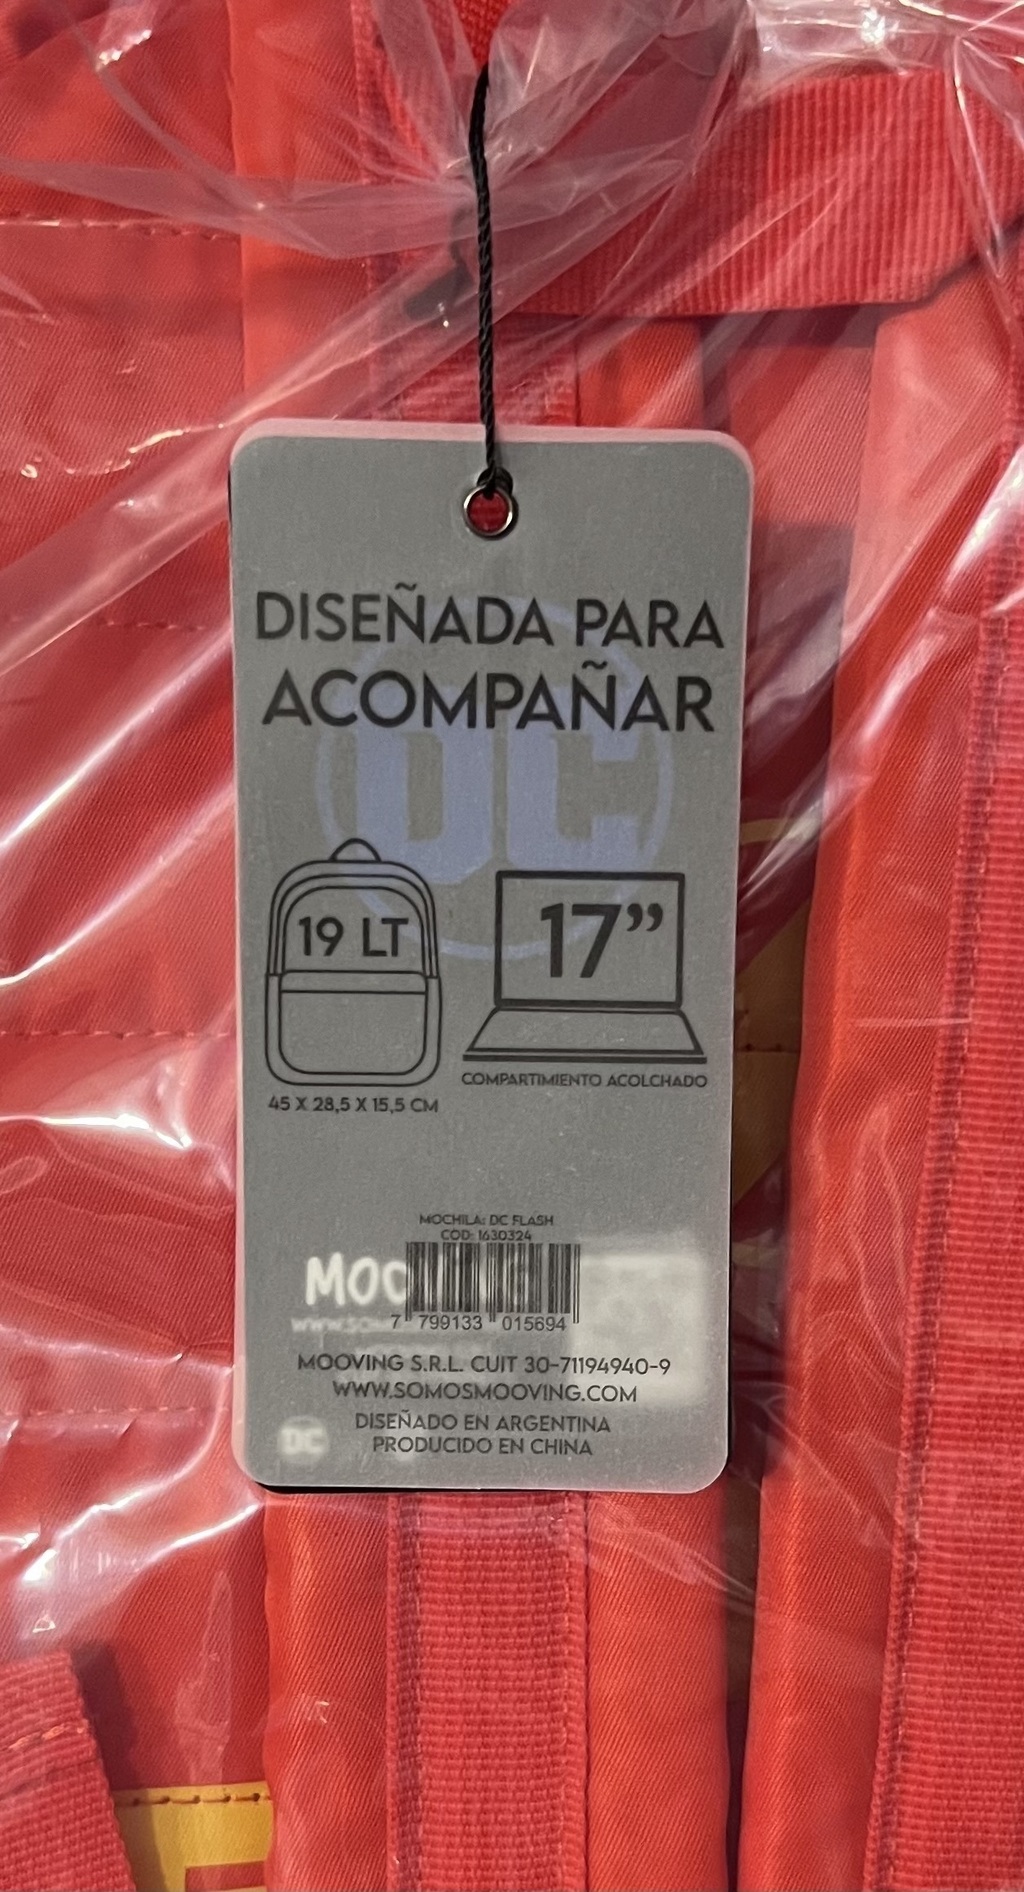 DISEÑADA PARA
ACOMPAÑAR
DC
19 LT
17”
COMPARTIMIENTO ACOLCHADO
45 X 28,5 X 15,5 CM
MOCHILA: DC FLASH
COD: 1630324
7 799133 015694
MOOVING S.R.L. CUIT 30-71194940-9
WWW.SOMOSMOOVING.COM
DISEÑADO EN ARGENTINA
DC
PRODUCIDO EN CHINA